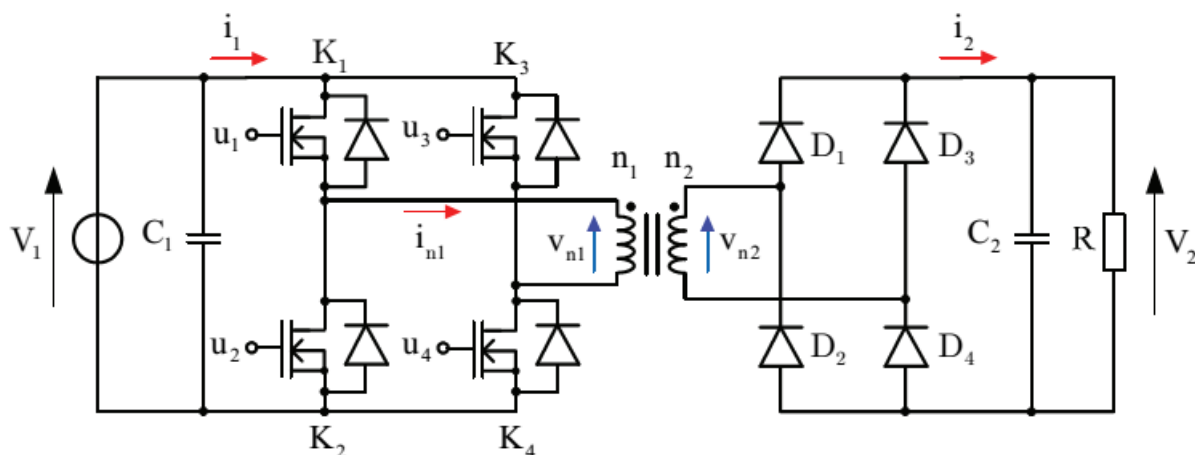 i₁
K₁
K₃
i₂
u₁
u₃
n₁ n₂
D₁
D₃
V₁
C₁
iₙ₁
vₙ₁
vₙ₂
C₂
R
V₂
u₂
u₄
D₂
D₄
K₂
K₄